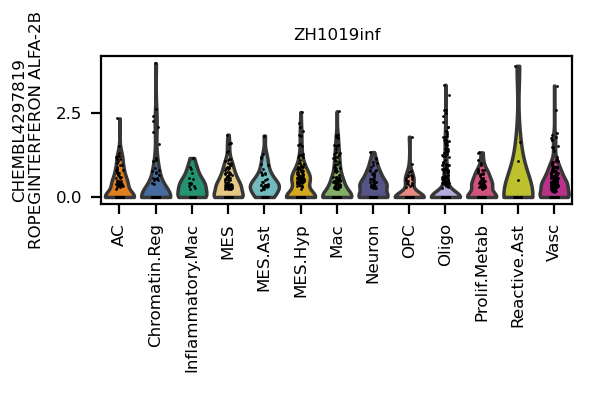 ZH1019inf
CHEMBL4297819
ROPEGINTERFERON ALFA-2B
2.5
0.0
AC
Chromatin.Reg
Inflammatory.Mac
MES
MES.Ast
MES.Hyp
Mac
Neuron
OPC
Oligo
Prolif.Metab
Reactive.Ast
Vasc